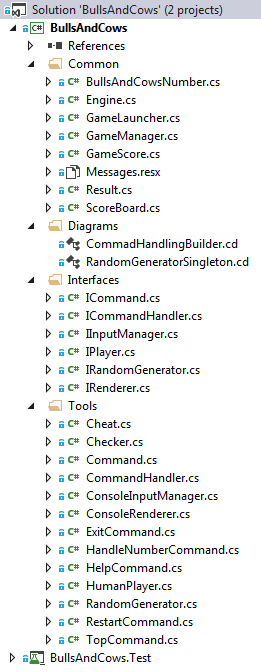 Solution 'BullsAndCows' (2 projects)
C# BullsAndCows
References
Common
C# BullsAndCowsNumber.cs
C# Engine.cs
C# GameLauncher.cs
C# GameManager.cs
C# GameScore.cs
Messages.resx
C# Result.cs
C# ScoreBoard.cs
Diagrams
CommadHandlingBuilder.cd
RandomGeneratorSingleton.cd
Interfaces
C# ICommand.cs
C# ICommandHandler.cs
C# IInputManager.cs
C# IPlayer.cs
C# IRandomGenerator.cs
C# IRenderer.cs
Tools
C# Cheat.cs
C# Checker.cs
C# Command.cs
C# CommandHandler.cs
C# ConsoleInputManager.cs
C# ConsoleRenderer.cs
C# ExitCommand.cs
C# HandleNumberCommand.cs
C# HelpCommand.cs
C# HumanPlayer.cs
C# RandomGenerator.cs
C# RestartCommand.cs
C# TopCommand.cs
BullsAndCows.Test